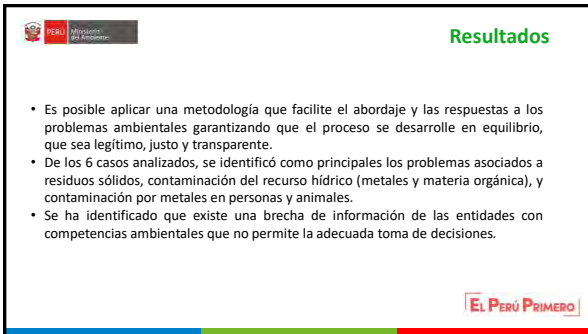 PERÚ Ministerio del Ambiente
Resultados
• Es posible aplicar una metodología que facilite el abordaje y las respuestas a los
problemas ambientales garantizando que el proceso se desarrolle en equilibrio,
que sea legítimo, justo y transparente.
• De los 6 casos analizados, se identificó como principales los problemas asociados a
residuos sólidos, contaminación del recurso hídrico (metales y materia orgánica), y
contaminación por metales en personas y animales.
• Se ha identificado que existe una brecha de información de las entidades con
competencias ambientales que no permite la adecuada toma de decisiones.
EL PERÚ PRIMERO